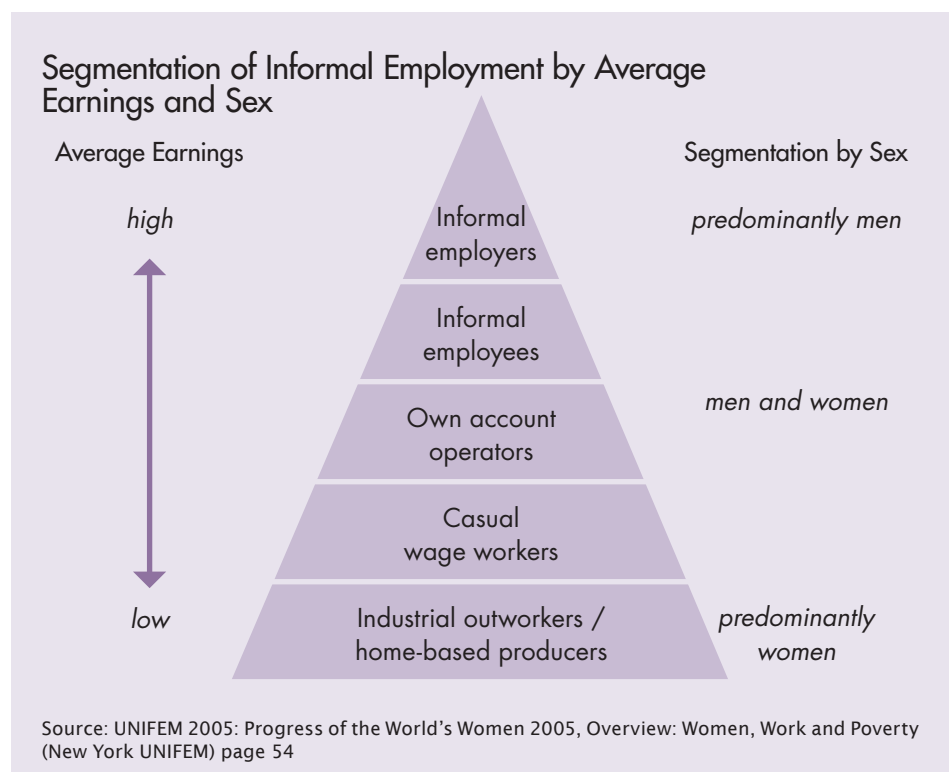 Segmentation of Informal Employment by Average
Earnings and Sex
Average Earnings
Segmentation by Sex
high
Informal
employers
predominantly men
Informal
employees
men and women
Own account
operators
Casual
wage workers
low
Industrial outworkers /
home-based producers
predominantly
women
Source: UNIFEM 2005: Progress of the World’s Women 2005, Overview: Women, Work and Poverty
(New York UNIFEM) page 54